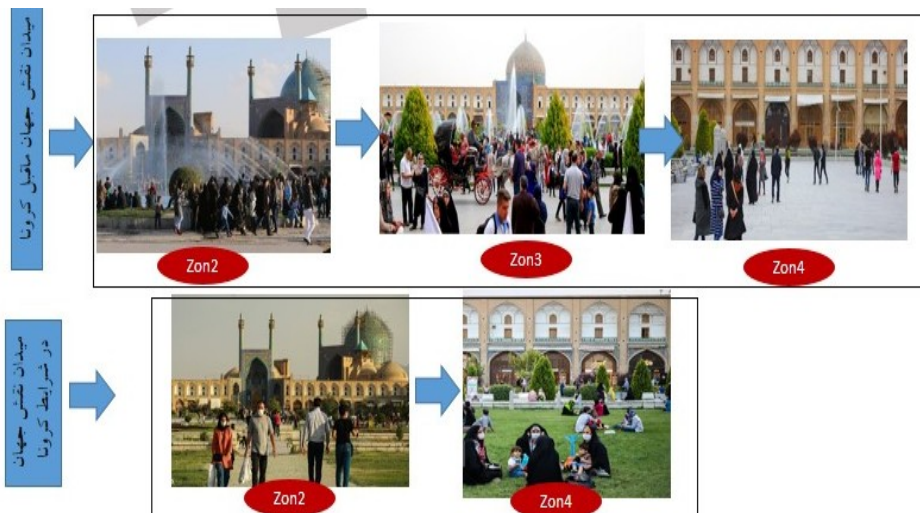 میدان نقش جهان ماقبل کرونا
Zon2
Zon3
Zon4
میدان نقش جهان
در شرایط کرونا
Zon2
Zon4